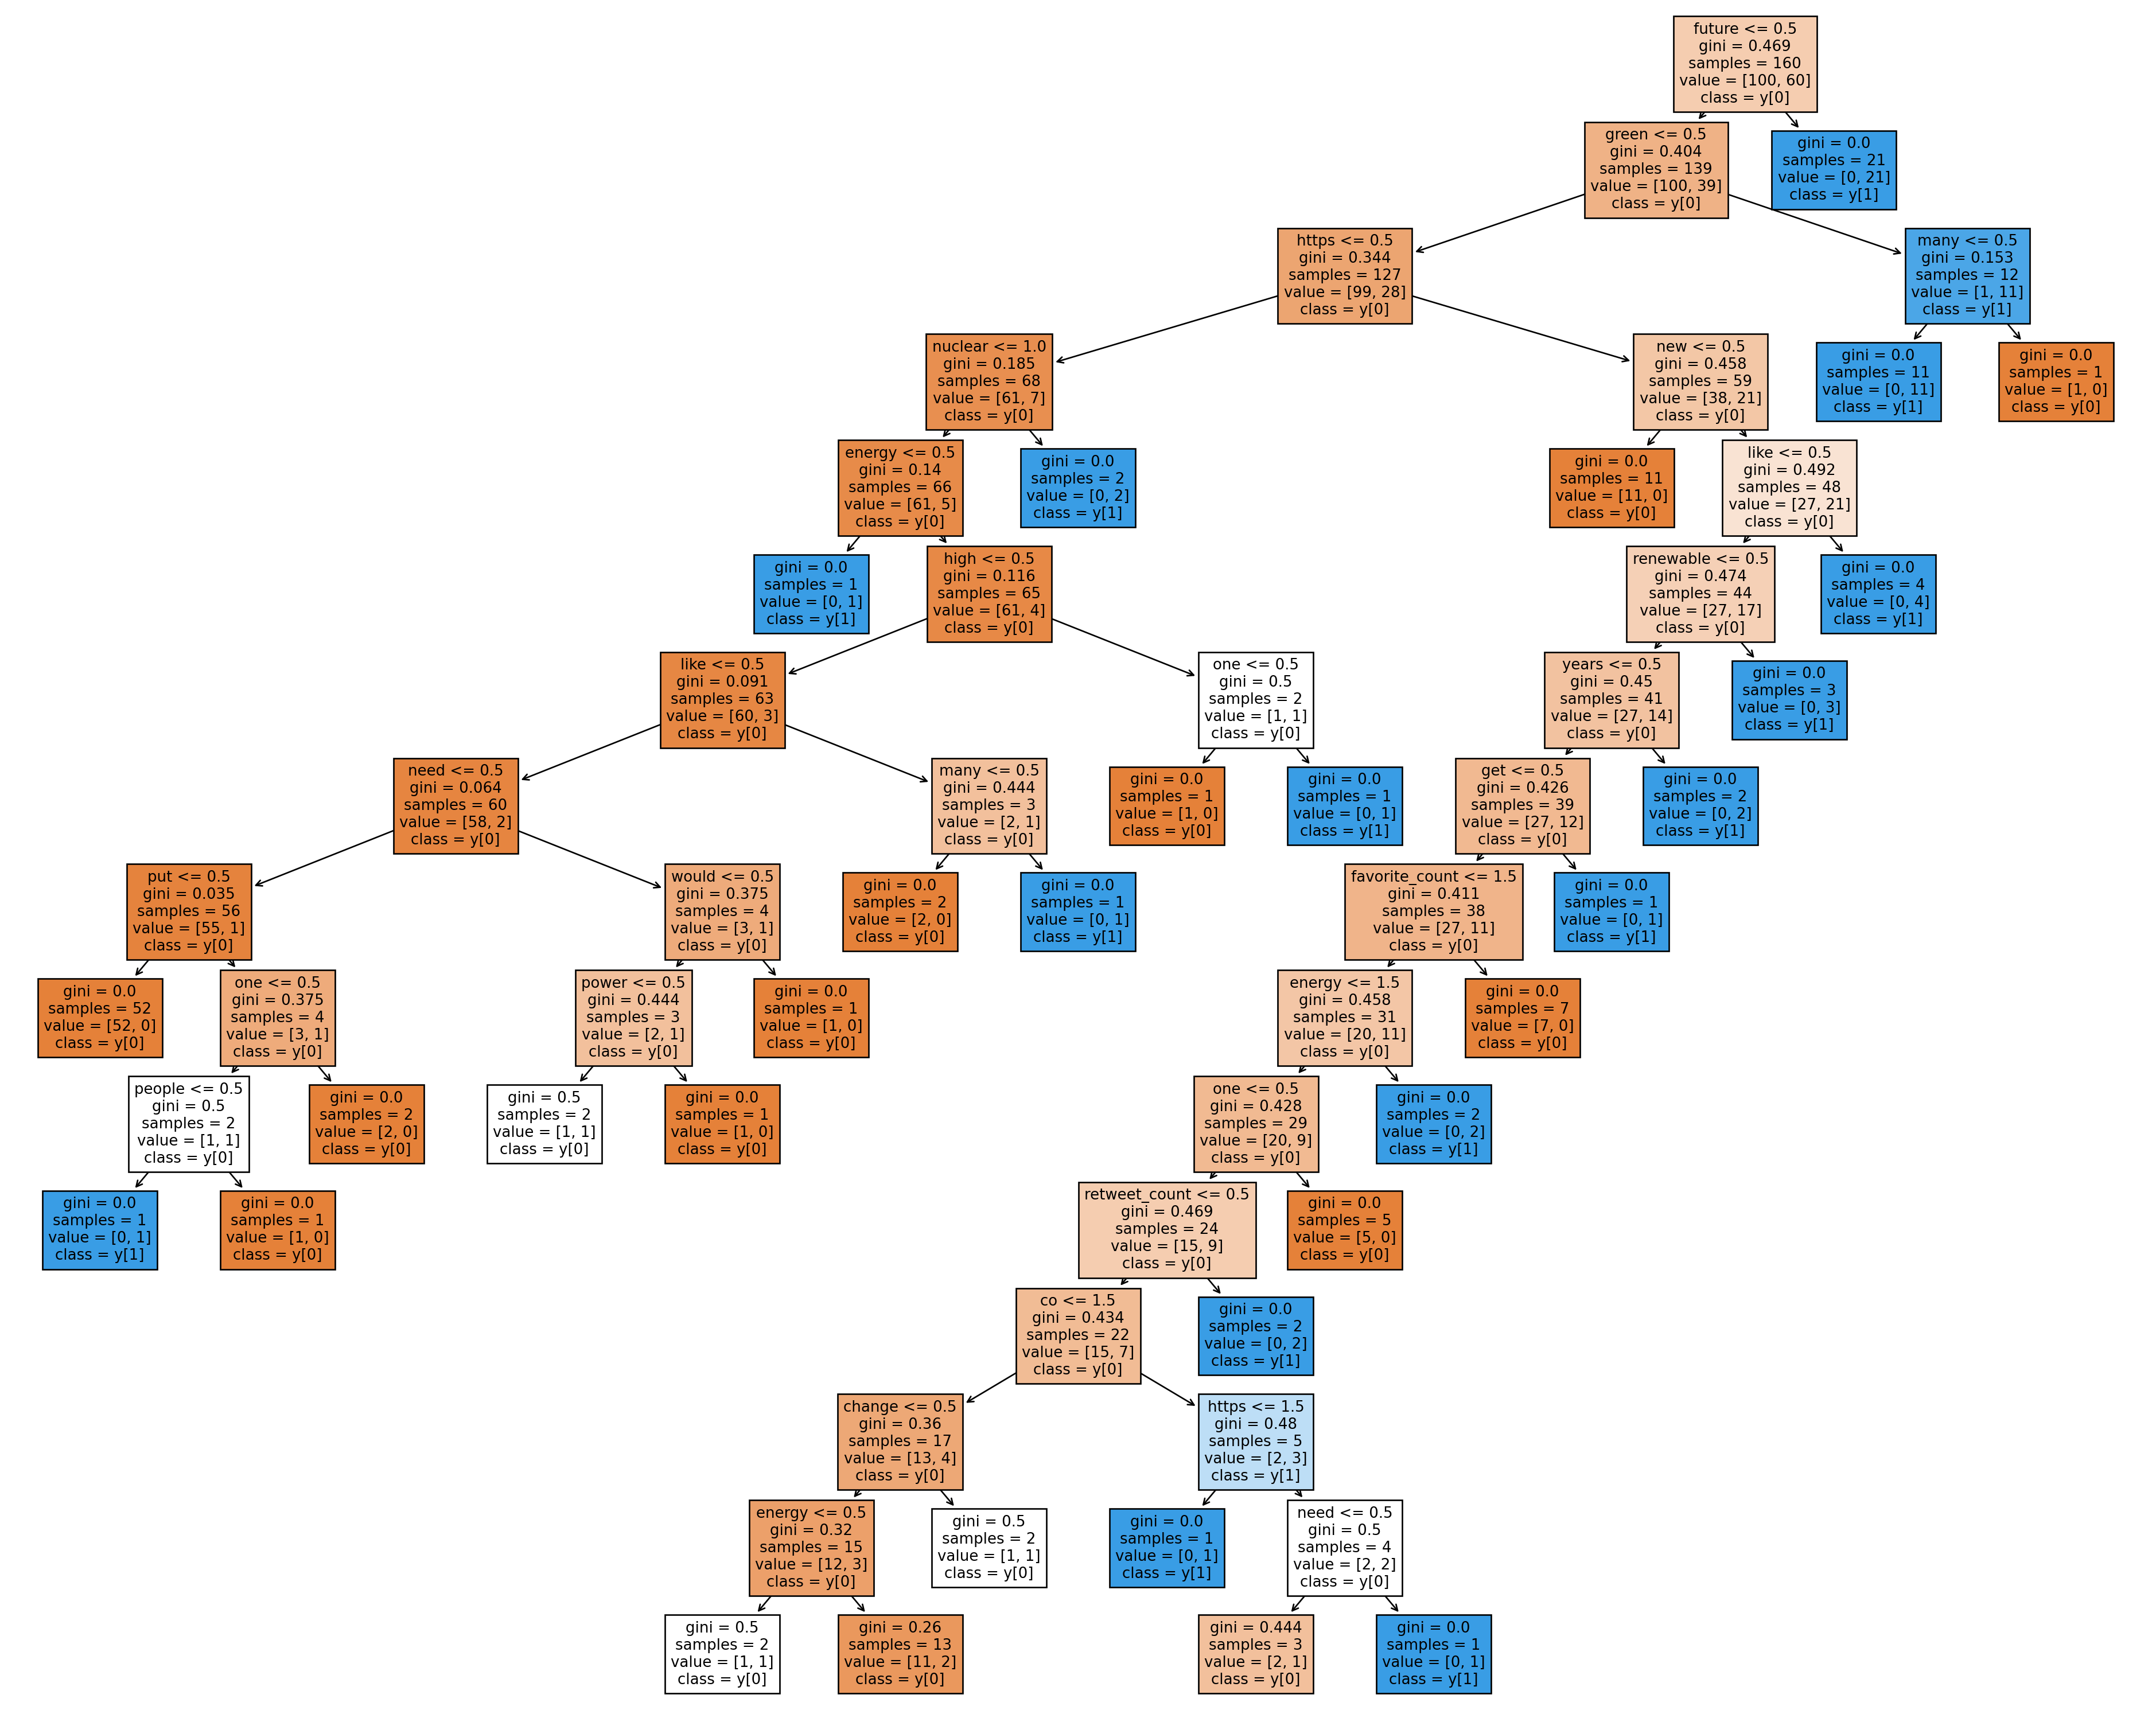 future <= 0.5
gini = 0.469
samples = 160
value = [100, 60]
class = y[0]
green <= 0.5
gini = 0.404
samples = 139
value = [100, 39]
class = y[0]
gini = 0.0
samples = 21
value = [0, 21]
class = y[1]
https <= 0.5
gini = 0.344
samples = 127
value = [99, 28]
class = y[0]
many <= 0.5
gini = 0.153
samples = 12
value = [1, 11]
class = y[1]
nuclear <= 1.0
gini = 0.185
samples = 68
value = [61, 7]
class = y[0]
new <= 0.5
gini = 0.458
samples = 59
value = [38, 21]
class = y[0]
gini = 0.0
samples = 11
value = [0, 11]
class = y[1]
gini = 0.0
samples = 1
value = [1, 0]
class = y[0]
energy <= 0.5
gini = 0.14
samples = 66
value = [61, 5]
class = y[0]
gini = 0.0
samples = 2
value = [0, 2]
class = y[1]
gini = 0.0
samples = 11
value = [11, 0]
class = y[0]
like <= 0.5
gini = 0.492
samples = 48
value = [27, 21]
class = y[0]
gini = 0.0
samples = 1
value = [0, 1]
class = y[1]
high <= 0.5
gini = 0.116
samples = 65
value = [61, 4]
class = y[0]
renewable <= 0.5
gini = 0.474
samples = 44
value = [27, 17]
class = y[0]
gini = 0.0
samples = 4
value = [0, 4]
class = y[1]
like <= 0.5
gini = 0.091
samples = 63
value = [60, 3]
class = y[0]
one <= 0.5
gini = 0.5
samples = 2
value = [1, 1]
class = y[0]
years <= 0.5
gini = 0.45
samples = 41
value = [27, 14]
class = y[0]
gini = 0.0
samples = 3
value = [0, 3]
class = y[1]
need <= 0.5
gini = 0.064
samples = 60
value = [58, 2]
class = y[0]
many <= 0.5
gini = 0.444
samples = 3
value = [2, 1]
class = y[0]
gini = 0.0
samples = 1
value = [1, 0]
class = y[0]
gini = 0.0
samples = 1
value = [0, 1]
class = y[1]
get <= 0.5
gini = 0.426
samples = 39
value = [27, 12]
class = y[0]
gini = 0.0
samples = 2
value = [0, 2]
class = y[1]
put <= 0.5
gini = 0.035
samples = 56
value = [55, 1]
class = y[0]
would <= 0.5
gini = 0.375
samples = 4
value = [3, 1]
class = y[0]
gini = 0.0
samples = 2
value = [2, 0]
class = y[0]
gini = 0.0
samples = 1
value = [0, 1]
class = y[1]
favorite_count <= 1.5
gini = 0.411
samples = 38
value = [27, 11]
class = y[0]
gini = 0.0
samples = 1
value = [0, 1]
class = y[1]
gini = 0.0
samples = 52
value = [52, 0]
class = y[0]
one <= 0.5
gini = 0.375
samples = 4
value = [3, 1]
class = y[0]
power <= 0.5
gini = 0.444
samples = 3
value = [2, 1]
class = y[0]
gini = 0.0
samples = 1
value = [1, 0]
class = y[0]
energy <= 1.5
gini = 0.458
samples = 31
value = [20, 11]
class = y[0]
gini = 0.0
samples = 7
value = [7, 0]
class = y[0]
people <= 0.5
gini = 0.5
samples = 2
value = [1, 1]
class = y[0]
gini = 0.0
samples = 2
value = [2, 0]
class = y[0]
gini = 0.5
samples = 2
value = [1, 1]
class = y[0]
gini = 0.0
samples = 1
value = [1, 0]
class = y[0]
one <= 0.5
gini = 0.428
samples = 29
value = [20, 9]
class = y[0]
gini = 0.0
samples = 2
value = [0, 2]
class = y[1]
gini = 0.0
samples = 1
value = [0, 1]
class = y[1]
gini = 0.0
samples = 1
value = [1, 0]
class = y[0]
retweet_count <= 0.5
gini = 0.469
samples = 24
value = [15, 9]
class = y[0]
gini = 0.0
samples = 5
value = [5, 0]
class = y[0]
co <= 1.5
gini = 0.434
samples = 22
value = [15, 7]
class = y[0]
gini = 0.0
samples = 2
value = [0, 2]
class = y[1]
change <= 0.5
gini = 0.36
samples = 17
value = [13, 4]
class = y[0]
https <= 1.5
gini = 0.48
samples = 5
value = [2, 3]
class = y[1]
energy <= 0.5
gini = 0.32
samples = 15
value = [12, 3]
class = y[0]
gini = 0.5
samples = 2
value = [1, 1]
class = y[0]
gini = 0.0
samples = 1
value = [0, 1]
class = y[1]
need <= 0.5
gini = 0.5
samples = 4
value = [2, 2]
class = y[0]
gini = 0.5
samples = 2
value = [1, 1]
class = y[0]
gini = 0.26
samples = 13
value = [11, 2]
class = y[0]
gini = 0.444
samples = 3
value = [2, 1]
class = y[0]
gini = 0.0
samples = 1
value = [0, 1]
class = y[1]